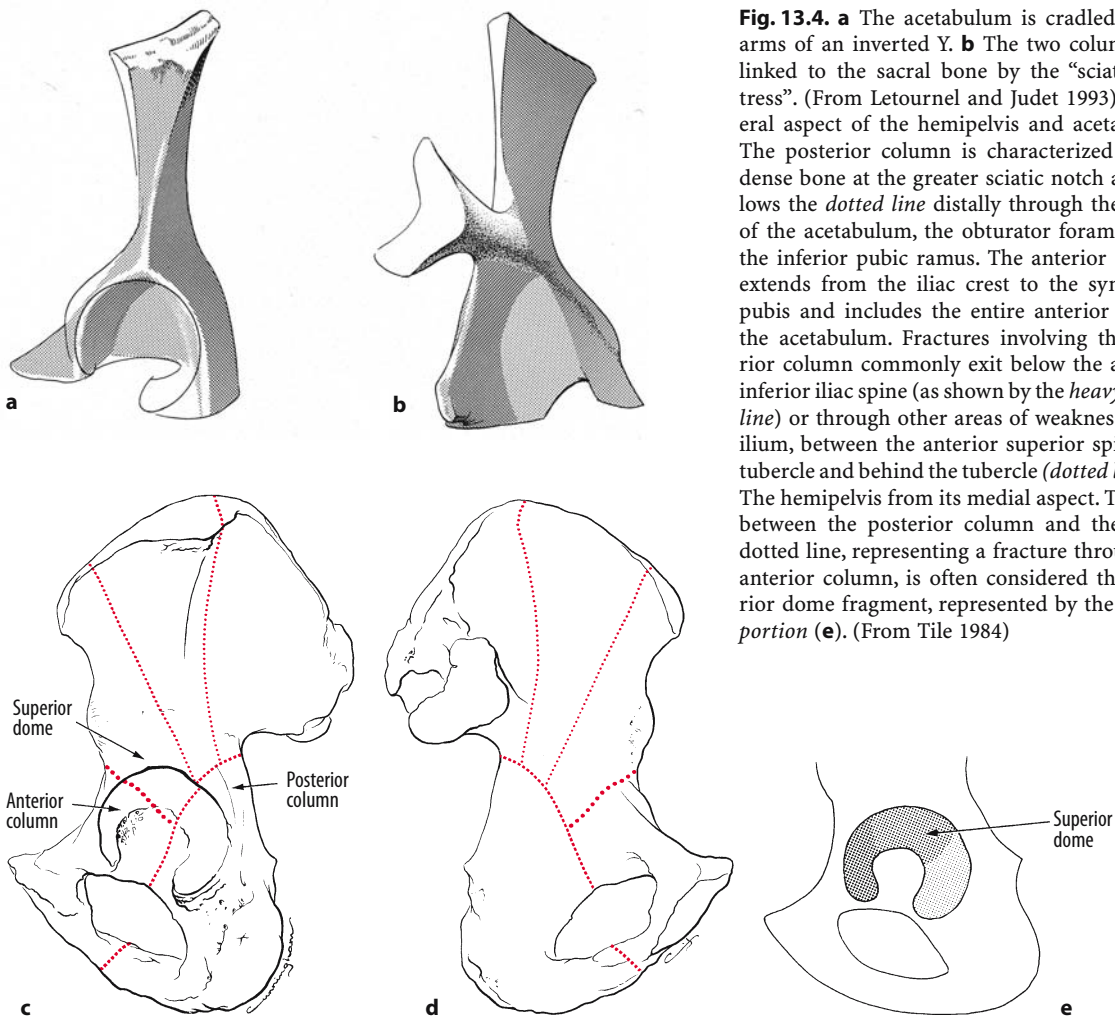 Fig. 13.4. a The acetabulum is cradled
arms of an inverted Y. b The two colum
linked to the sacral bone by the “sciat
tress”. (From Letournel and Judet 1993)
eral aspect of the hemipelvis and aceta
The posterior column is characterized
dense bone at the greater sciatic notch a
lows the dotted line distally through the
of the acetabulum, the obturator foram
the inferior pubic ramus. The anterior
extends from the iliac crest to the sym
pubis and includes the entire anterior
the acetabulum. Fractures involving th
rior column commonly exit below the a
inferior iliac spine (as shown by the heavy
line) or through other areas of weaknes
ilium, between the anterior superior spi
tubercle and behind the tubercle (dotted l
The hemipelvis from its medial aspect. T
between the posterior column and the
dotted line, representing a fracture throu
anterior column, is often considered th
rior dome fragment, represented by the
portion (e). (From Tile 1984)
a
b
Superior
dome
Anterior
column
Posterior
column
Superior
dome
c
d
e